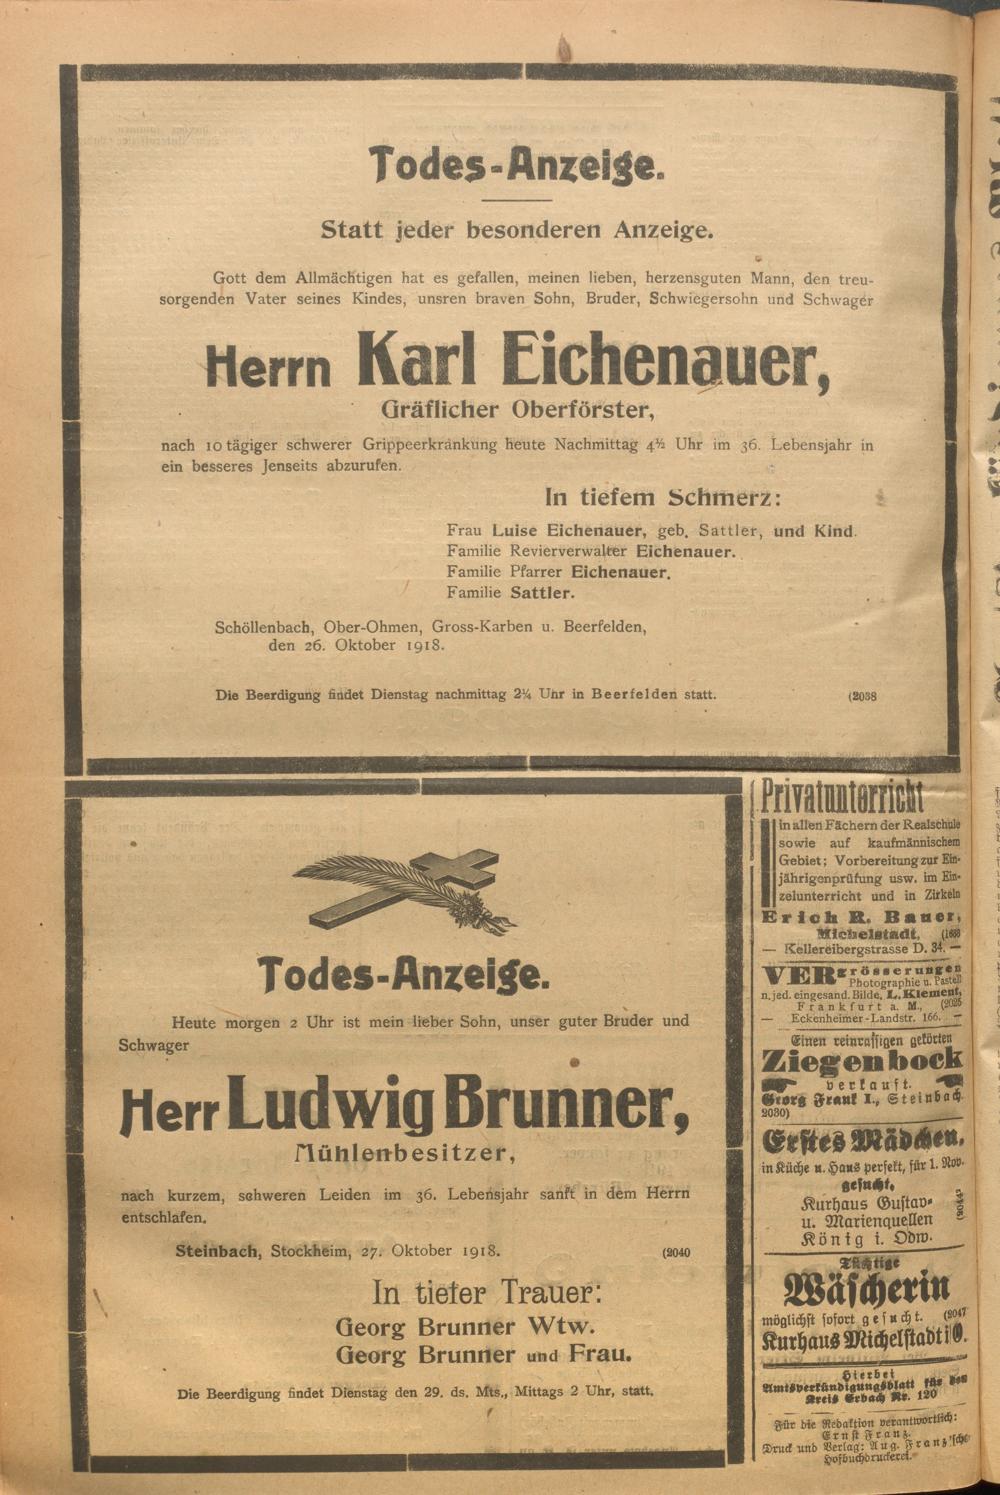 Todes-Anzeige.
Statt jeder besonderen Anzeige.
Gott dem Allmächtigen hat es gefallen, meinen lieben, herzensguten Mann, den treu-
sorgenden Vater seines Kindes, unsren braven Sohn, Bruder, Schwiegersohn und Schwager
Herrn Karl Eichenauer,
Gräflicher Oberförster,
nach 10 tägiger schwerer Grippeerkrankung heute Nachmittag 4½ Uhr im 36. Lebensjahr in
ein besseres Jenseits abzurufen.
In tiefem Schmerz:
Frau Luise Eichenauer, geb. Sattler, und Kind.
Familie Revierverwalter Eichenauer.
Familie Pfarrer Eichenauer.
Familie Sattler.
Schöllenbach, Ober-Ohmen, Gross-Karben u. Beerfelden,
den 26. Oktober 1918.
Die Beerdigung findet Dienstag nachmittag 2¼ Uhr in Beerfelden statt. (2038
Todes-Anzeige.
Heute morgen 2 Uhr ist mein lieber Sohn, unser guter Bruder und
Schwager
Herr Ludwig Brunner,
Mühlenbesitzer,
nach kurzem, schweren Leiden im 36. Lebensjahr sanft in dem Herrn
entschlafen.
Steinbach, Stockheim, 27. Oktober 1918. (2040
In tiefer Trauer:
Georg Brunner Wtw.
Georg Brunner und Frau.
Die Beerdigung findet Dienstag den 29. ds. Mts., Mittags 2 Uhr, statt.
Privatunterricht
in allen Fächern der Realschule
sowie auf kaufmännischem
Gebiet; Vorbereitung zur Ein-
jährigenprüfung usw. im Ein-
zelunterricht und in Zirkeln
Erich R. Bauer,
Michelstadt, (1688
— Kellereibergstrasse D. 34. —
VERgrösserungen
Photographie u. Pastell
n. jed. eingesand. Bilde, L. Klement,
Frankfurt a. M., (2025
— Eckenheimer-Landstr. 166. —
Einen reinrassigen gekörten
Ziegenbock
verkauft.
Georg Frank I., Steinbach.
2030)
Erstes Mädchen,
in Küche u. Haus perfekt, für 1. Nov.
gesucht.
Kurhaus Gustav-
u. Marienquellen
König i. Odw.
(2044²
Tüchtige
Wäscherin
möglichst sofort gesucht. (2047
Kurhaus Michelstadt i O.
Hierbei
Amtsverkündigungsblatt für den
Kreis Erbach Nr. 120
Für die Redaktion verantwortlich:
Ernst Franz.
Druck und Verlag: Aug. Franz'sche
Hofbuchdruckerei.